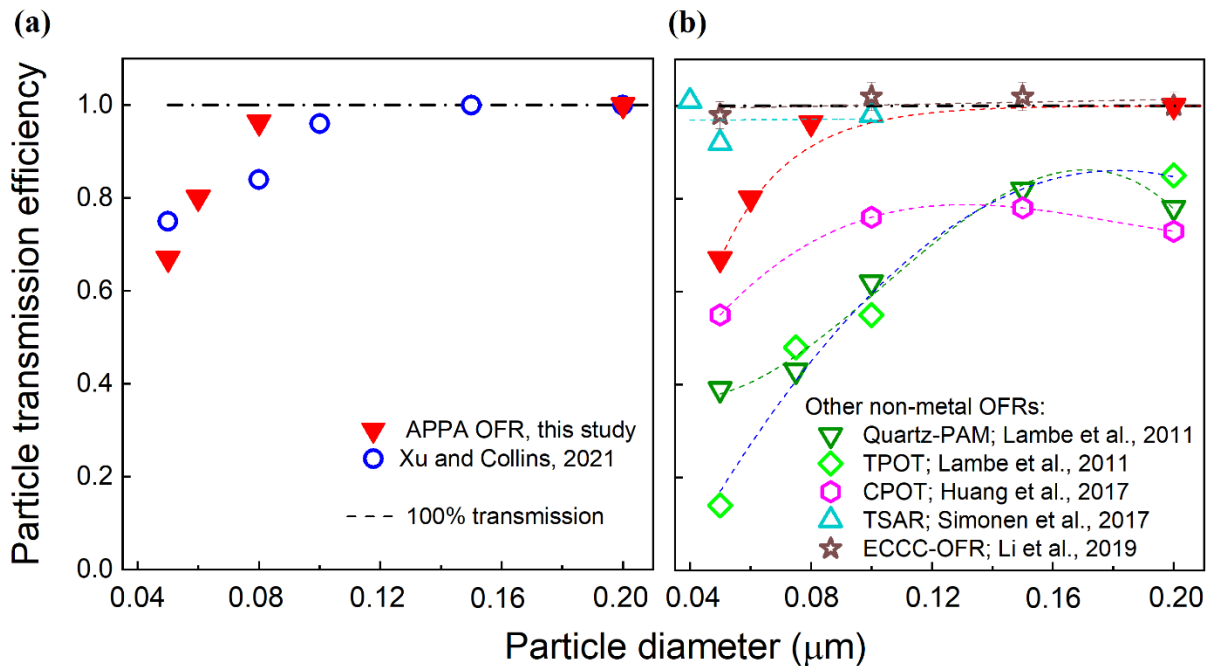 (a)
(b)
Particle transmission efficiency
1.0
0.8
0.6
0.4
0.2
0.0
APPA OFR, this study
Xu and Collins, 2021
100% transmission
Other non-metal OFRs:
Quartz-PAM; Lambe et al., 2011
TPOT; Lambe et al., 2011
CPOT; Huang et al., 2017
TSAR; Simonen et al., 2017
ECCC-OFR; Li et al., 2019
0.04 0.08 0.12 0.16 0.20
0.04 0.08 0.12 0.16 0.20
Particle diameter (μm)